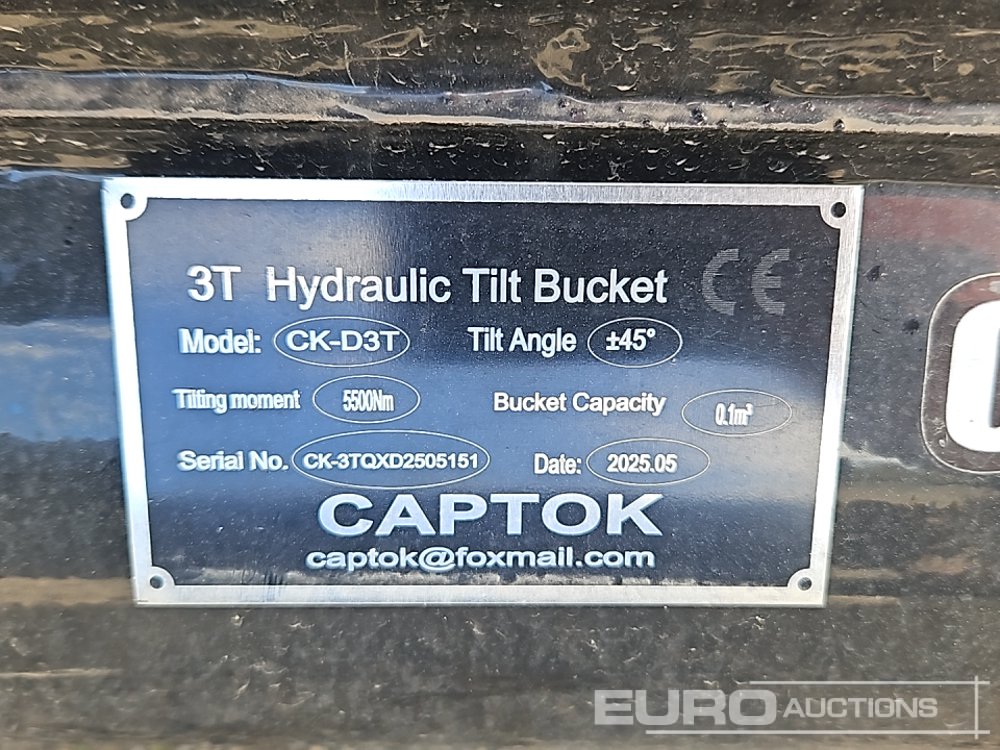 3T Hydraulic Tilt Bucket CE
Model: CK-D3T Tilt Angle ±45°
Tilting moment 5500Nm Bucket Capacity 0.1m³
Serial No. CK-3TQXD2505151 Date: 2025.05
CAPTOK
captok@foxmail.com
EURO AUCTIONS